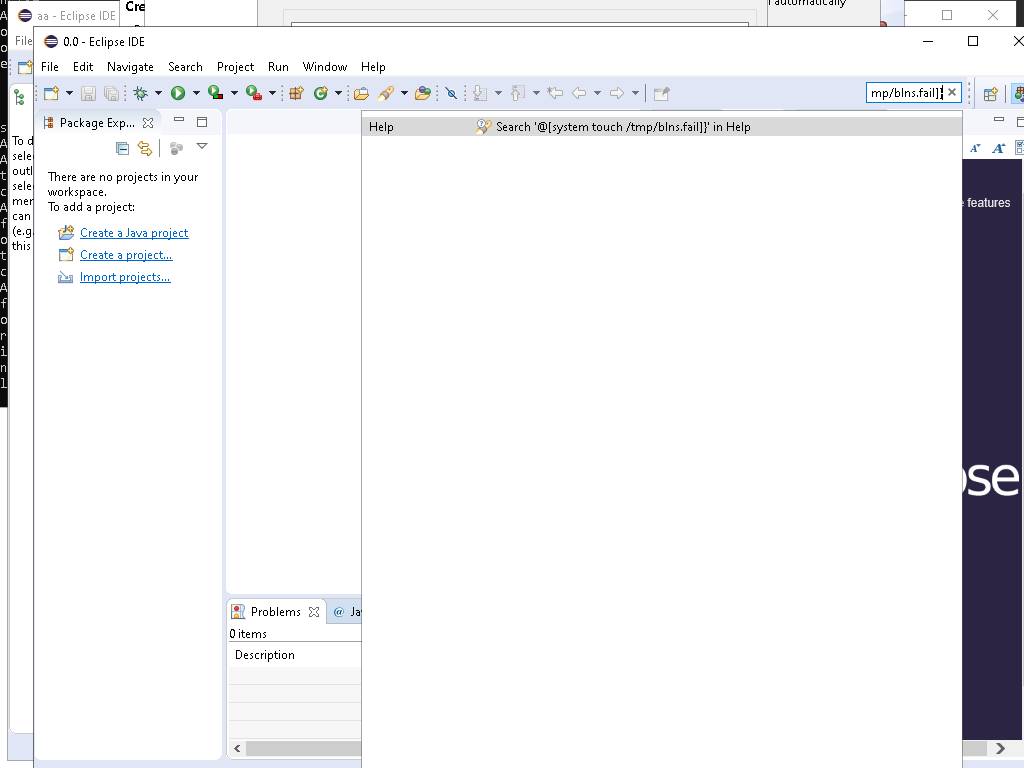 Cre
l automatically
aa - Eclipse IDE
File
0.0 - Eclipse IDE
File Edit Navigate Search Project Run Window Help
mp/blns.fail]}
Package Exp...
Help Search '@[system touch /tmp/blns.fail]}' in Help
There are no projects in your
workspace.
To add a project:
Create a Java project
Create a project...
Import projects...
To d
selec
outl
selec
mer
can
(e.g.
this
e features
ose
Problems
@ Ja
0 items
Description